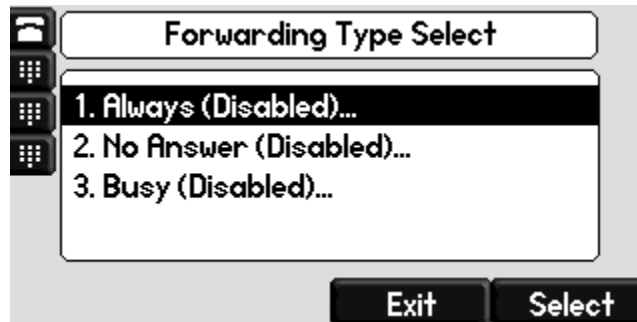 Forwarding Type Select
1. Always (Disabled)...
2. No Answer (Disabled)...
3. Busy (Disabled)...
Exit Select